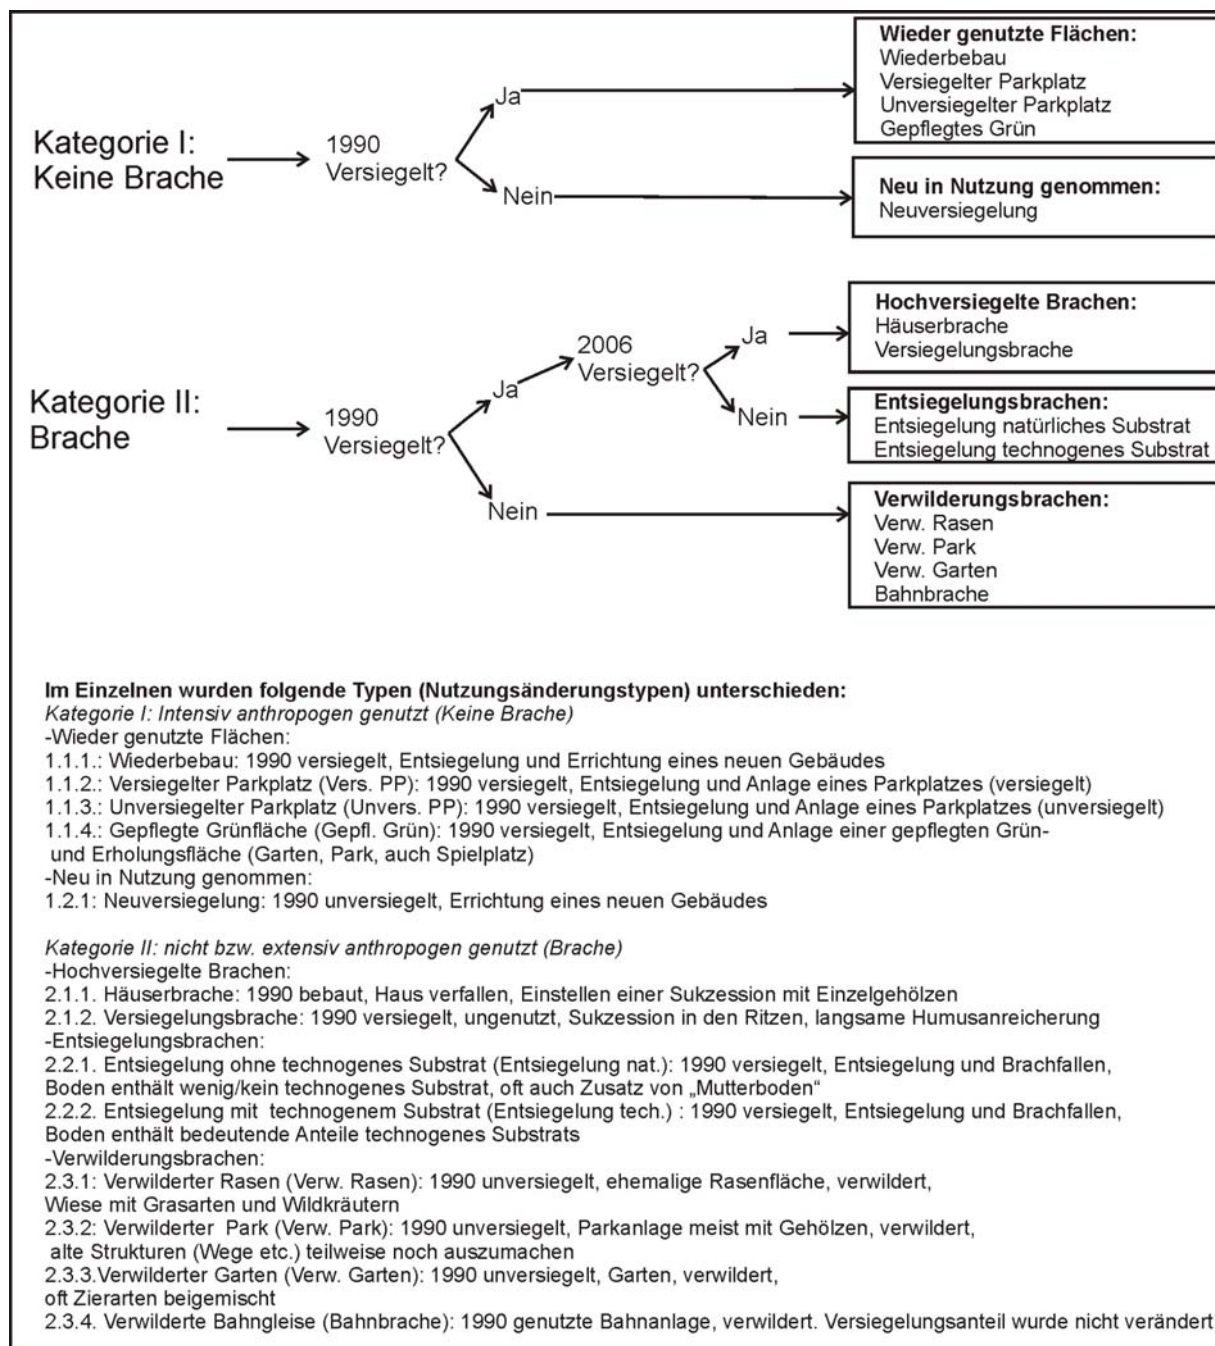 Wieder genutzte Flächen:
Wiederbebau
Versiegelter Parkplatz
Unversiegelter Parkplatz
Gepflegtes Grün
Ja
Kategorie I:
Keine Brache
1990
Versiegelt?
Nein
Neu in Nutzung genommen:
Neuversiegelung
Hochversiegelte Brachen:
Häuserbrache
Versiegelungsbrache
Ja
2006
Versiegelt?
Ja
Kategorie II:
Brache
1990
Versiegelt?
Nein
Entsiegelungsbrachen:
Entsiegelung natürliches Substrat
Entsiegelung technogenes Substrat
Nein
Verwilderungsbrachen:
Verw. Rasen
Verw. Park
Verw. Garten
Bahnbrache
Im Einzelnen wurden folgende Typen (Nutzungsänderungstypen) unterschieden:
Kategorie I: Intensiv anthropogen genutzt (Keine Brache)
-Wieder genutzte Flächen:
1.1.1.: Wiederbebau: 1990 versiegelt, Entsiegelung und Errichtung eines neuen Gebäudes
1.1.2.: Versiegelter Parkplatz (Vers. PP): 1990 versiegelt, Entsiegelung und Anlage eines Parkplatzes (versiegelt)
1.1.3.: Unversiegelter Parkplatz (Unvers. PP): 1990 versiegelt, Entsiegelung und Anlage eines Parkplatzes (unversiegelt)
1.1.4.: Gepflegte Grünfläche (Gepfl. Grün): 1990 versiegelt, Entsiegelung und Anlage einer gepflegten Grün-
und Erholungsfläche (Garten, Park, auch Spielplatz)
-Neu in Nutzung genommen:
1.2.1: Neuversiegelung: 1990 unversiegelt, Errichtung eines neuen Gebäudes
Kategorie II: nicht bzw. extensiv anthropogen genutzt (Brache)
-Hochversiegelte Brachen:
2.1.1. Häuserbrache: 1990 bebaut, Haus verfallen, Einstellen einer Sukzession mit Einzelgehölzen
2.1.2. Versiegelungsbrache: 1990 versiegelt, ungenutzt, Sukzession in den Ritzen, langsame Humusanreicherung
-Entsiegelungsbrachen:
2.2.1. Entsiegelung ohne technogenes Substrat (Entsiegelung nat.): 1990 versiegelt, Entsiegelung und Brachfallen,
Boden enthält wenig/kein technogenes Substrat, oft auch Zusatz von „Mutterboden“
2.2.2. Entsiegelung mit technogenem Substrat (Entsiegelung tech.) : 1990 versiegelt, Entsiegelung und Brachfallen,
Boden enthält bedeutende Anteile technogenes Substrats
-Verwilderungsbrachen:
2.3.1: Verwilderter Rasen (Verw. Rasen): 1990 unversiegelt, ehemalige Rasenfläche, verwildert,
Wiese mit Grasarten und Wildkräutern
2.3.2: Verwilderter Park (Verw. Park): 1990 unversiegelt, Parkanlage meist mit Gehölzen, verwildert,
alte Strukturen (Wege etc.) teilweise noch auszumachen
2.3.3.Verwilderter Garten (Verw. Garten): 1990 unversiegelt, Garten, verwildert,
oft Zierarten beigemischt
2.3.4. Verwilderte Bahngleise (Bahnbrache): 1990 genutzte Bahnanlage, verwildert. Versiegelungsanteil wurde nicht verändert